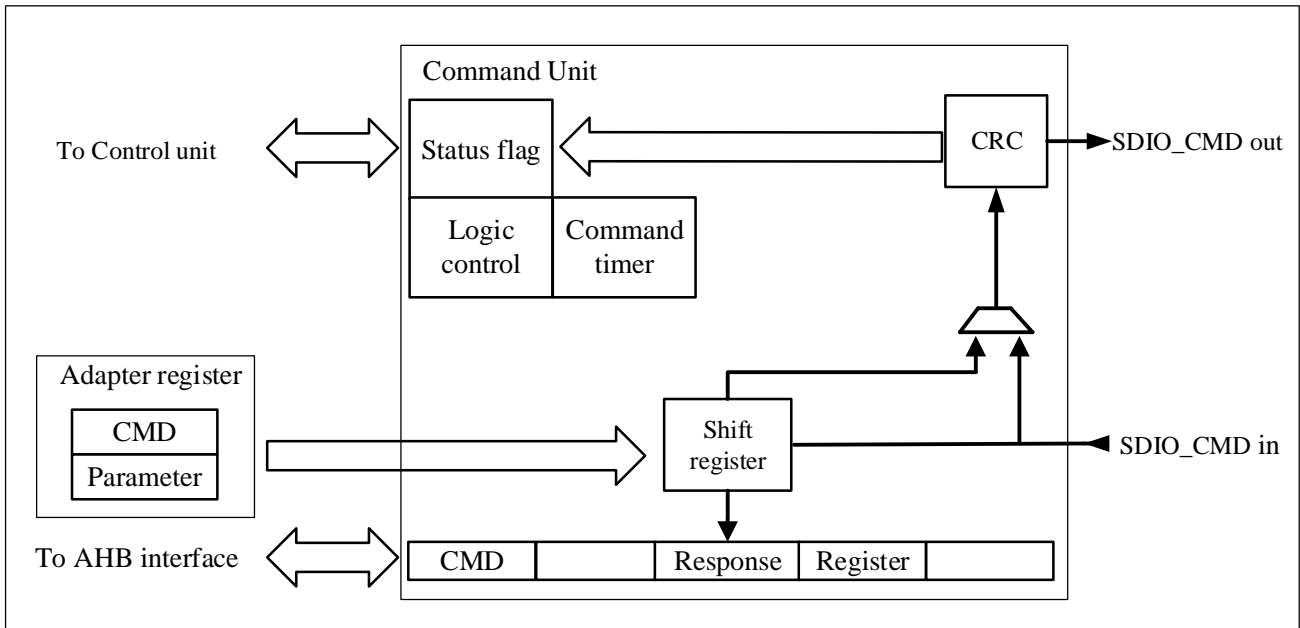 Command Unit
To Control unit
Status flag
CRC
SDIO_CMD out
Logic
control
Command
timer
Adapter register
CMD
Parameter
Shift
register
SDIO_CMD in
To AHB interface
CMD
Response
Register